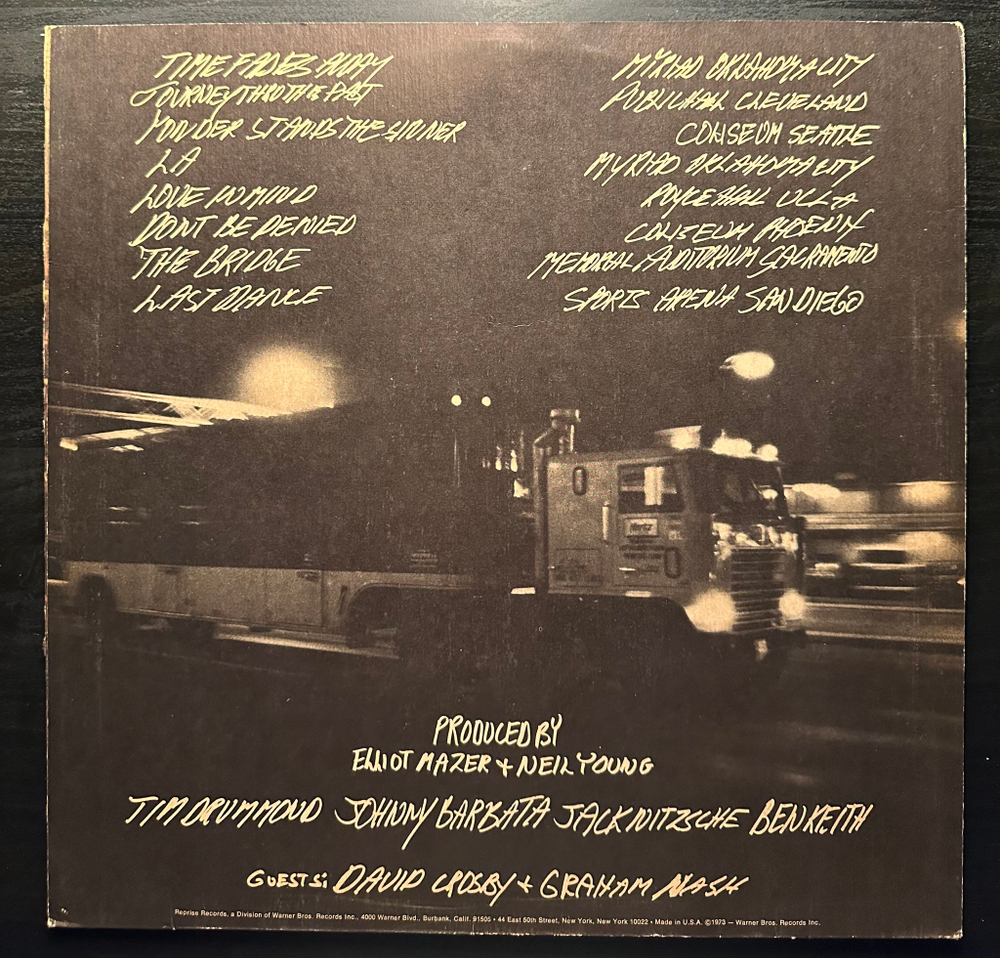 TIME FADES AWAY MYRIAD OKLAHOMA CITY
JOURNEY THRU THE PAST PUBLIC HALL CLEVELAND
YONDER STANDS THE SINNER COLISEUM SEATTLE
LA MYRIAD OKLAHOMA CITY
LOVE IN MIND ROYCE HALL UCLA
DONT BE DENIED COLISEUM PHOENIX
THE BRIDGE MEMORIAL AUDITORIUM SACRAMENTO
LAST DANCE SPORTS ARENA SAN DIEGO
Hertz
PRODUCED BY
ELLIOT MAZER + NEIL YOUNG
TIM DRUMMOND JOHNNY BARBATA JACK NITZSCHE BEN KEITH
GUESTS: DAVID CROSBY + GRAHAM NASH
Reprise Records, a Division of Warner Bros. Records Inc., 4000 Warner Blvd., Burbank, Calif. 91505 • 44 East 50th Street, New York, New York 10022 • Made in U.S.A. ©1973 — Warner Bros. Records Inc.